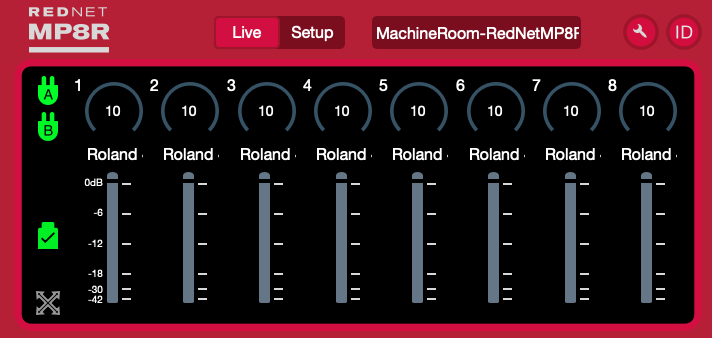 REDNET
MP8R
Live Setup MachineRoom-RedNetMP8R ID
A
B
1 2 3 4 5 6 7 8
10 10 10 10 10 10 10 10
Roland Roland Roland Roland Roland Roland Roland Roland
0dB
-6
-12
-18
-30
-42